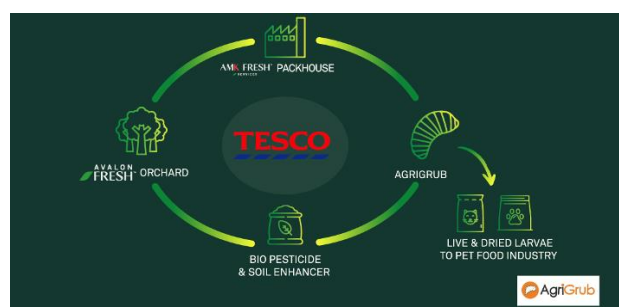 AMK FRESH PACKHOUSE
SERVICES
TESCO
AVALON
FRESH ORCHARD
AGRIGRUB
BIO PESTICIDE
& SOIL ENHANCER
LIVE & DRIED LARVAE
TO PET FOOD INDUSTRY
AgriGrub